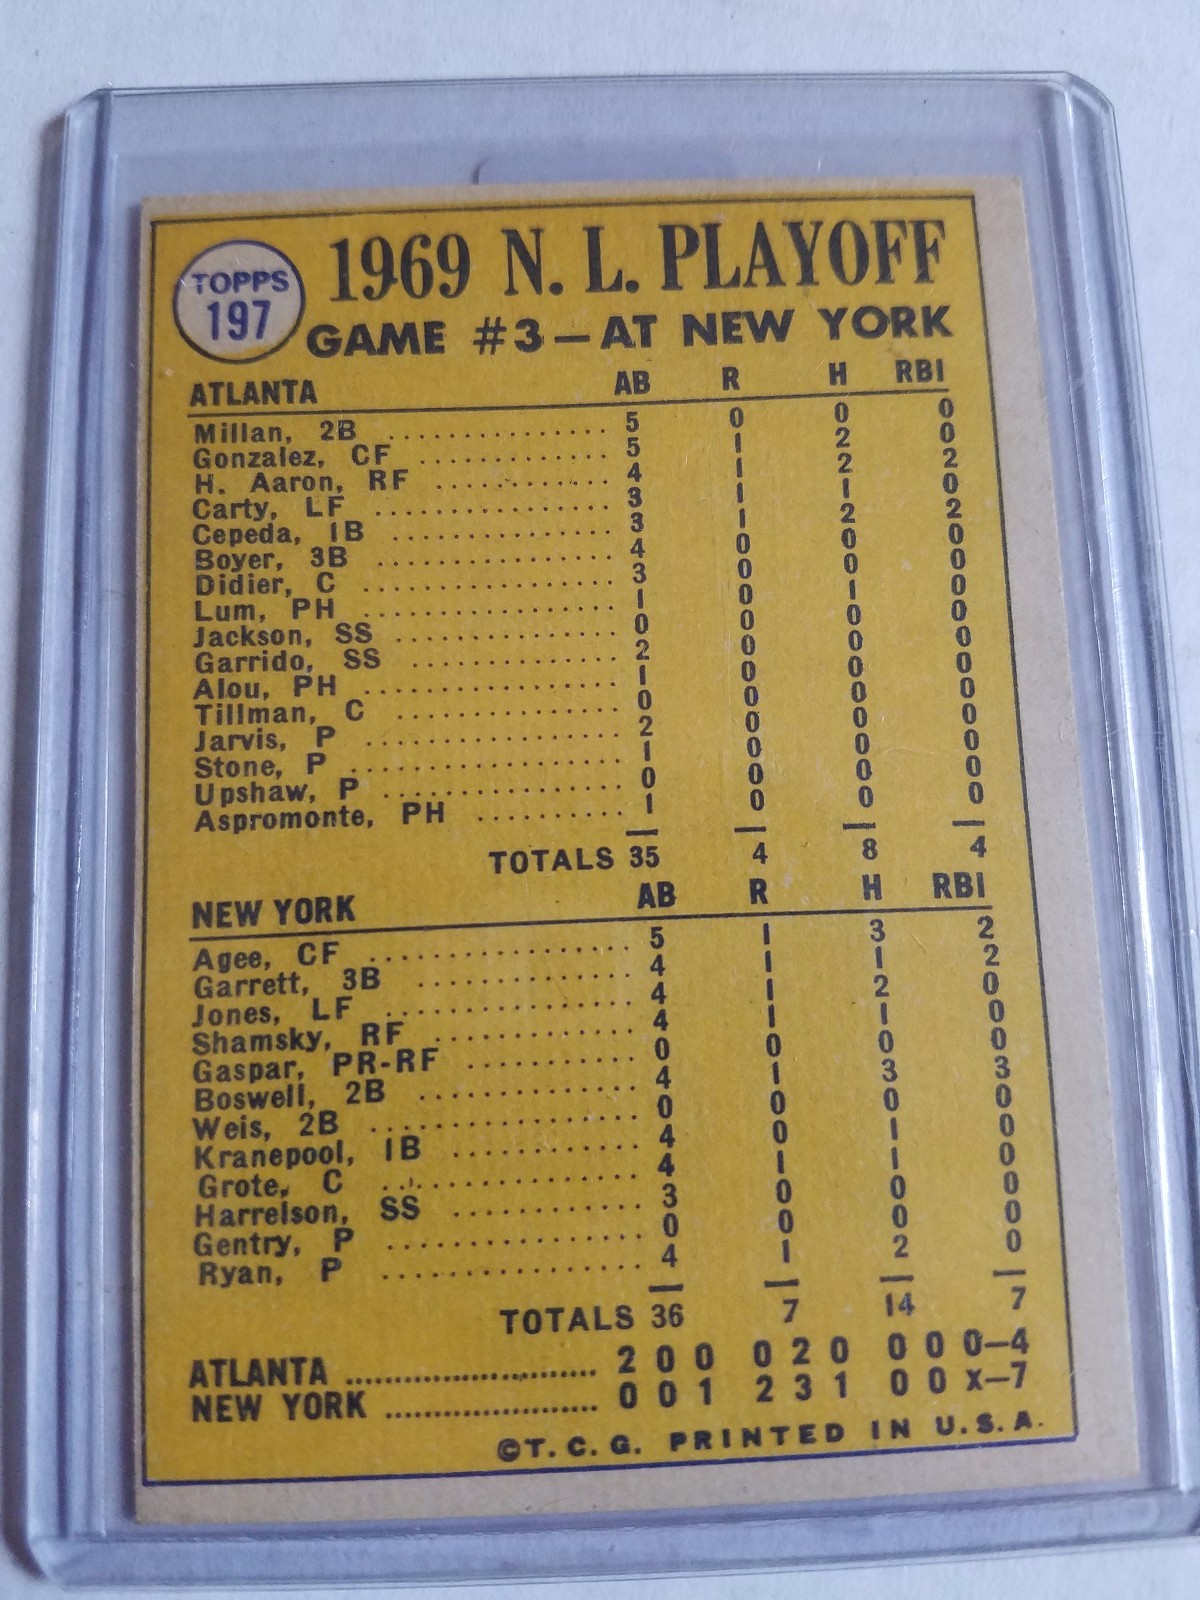 TOPPS
197
1969 N. L. PLAYOFF
GAME #3 — AT NEW YORK
ATLANTA AB R H RBI
Millan, 2B ............... 5 0 0 0
Gonzalez, CF ............. 5 1 2 0
H. Aaron, RF ............ 4 1 2 2
Carty, LF ................ 3 1 1 0
Cepeda, 1B ............... 3 1 2 2
Boyer, 3B ................ 4 0 0 0
Didier, C ................ 3 0 0 0
Lum, PH ................. 1 0 1 0
Jackson, SS .............. 0 0 0 0
Garrido, SS .............. 2 0 0 0
Alou, PH ................. 1 0 0 0
Tillman, C ............... 0 0 0 0
Jarvis, P ................. 2 0 0 0
Stone, P ................. 1 0 0 0
Upshaw, P ................ 0 0 0 0
Aspromonte, PH .......... 1 0 0 0
TOTALS 35 4 8 4
NEW YORK AB R H RBI
Agee, CF ................. 5 1 3 2
Garrett, 3B .............. 4 1 1 2
Jones, LF ................ 4 1 2 0
Shamsky, RF ............. 4 1 1 0
Gaspar, PR-RF ........... 0 0 0 0
Boswell, 2B .............. 4 1 3 3
Weis, 2B ................. 0 0 0 0
Kranepool, 1B ............ 4 0 1 0
Grote, C ................. 4 1 1 0
Harrelson, SS ............ 3 0 0 0
Gentry, P ................ 0 0 0 0
Ryan, P ................. 4 1 2 0
TOTALS 36 7 14 7
ATLANTA .......................... 2 0 0 0 2 0 0 0 0—4
NEW YORK ...................... 0 0 1 2 3 1 0 0 x—7
©T. C. G. PRINTED IN U. S. A.